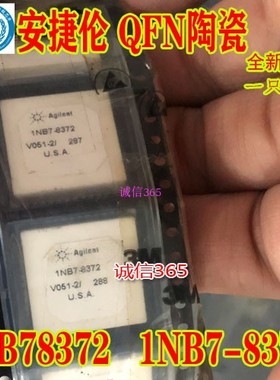 安捷伦 QFN陶瓷
全新
一只
Agilent
1NB7-8372
V051-2/ 287
U.S.A.
诚信365
Agilent
1NB7-8372
V051-2/ 288
U.S.A.
3M
诚信365
B78372 1NB7-83